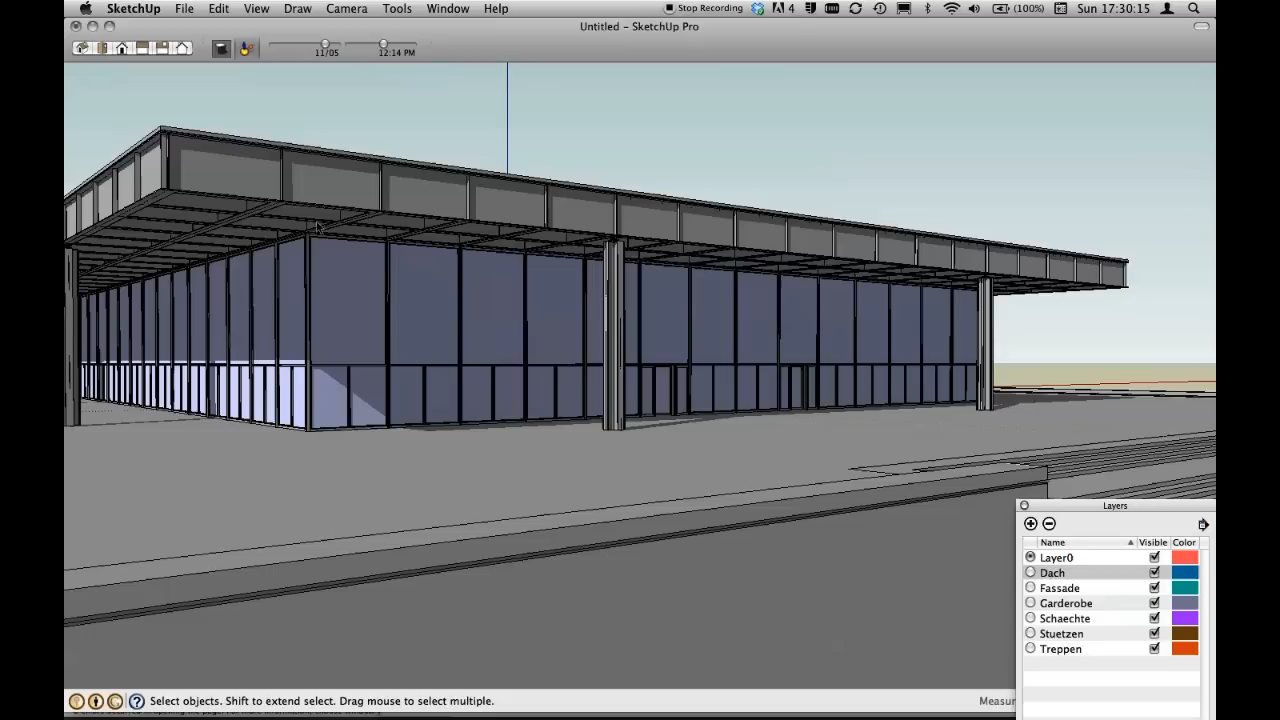 SketchUp File Edit View Draw Camera Tools Window Help Stop Recording 4 (100%) Sun 17:30:15
Untitled - SketchUp Pro
11/05 12:14 PM
Layers
Name Visible Color
Layer0
Dach
Fassade
Garderobe
Schaechte
Stuetzen
Treppen
Select objects. Shift to extend select. Drag mouse to select multiple. Measur